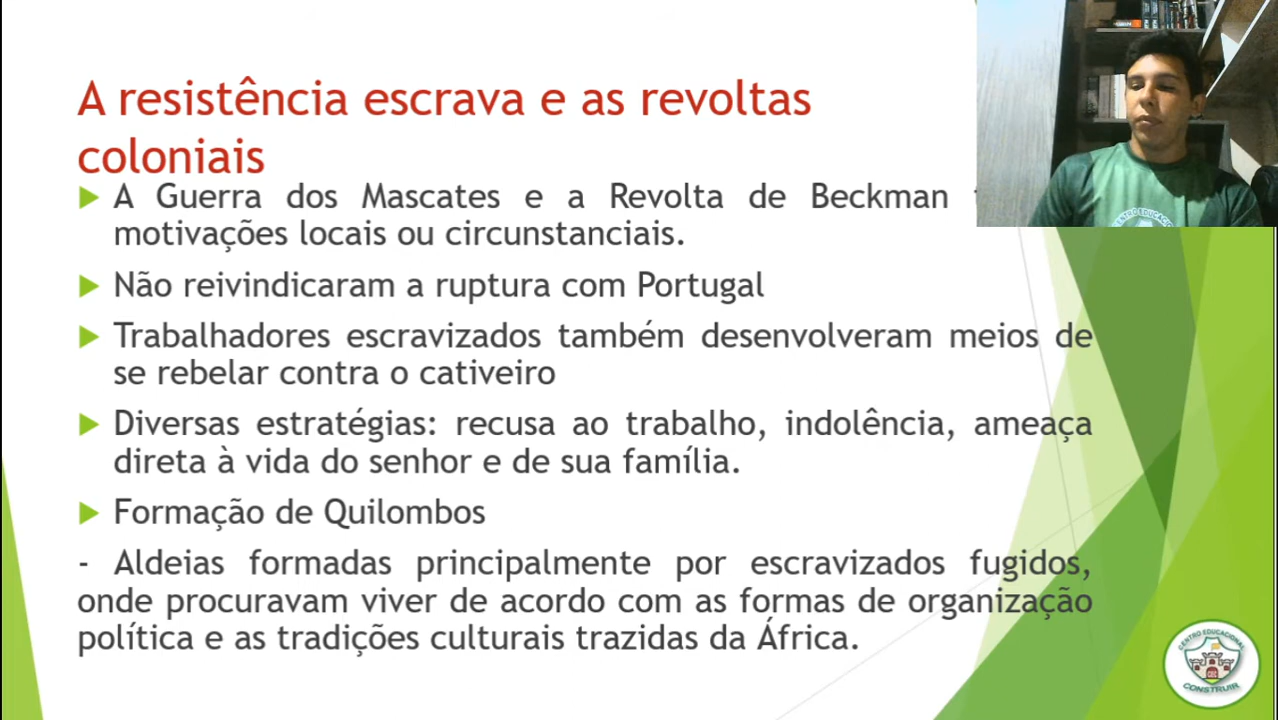 A resistência escrava e as revoltas
coloniais
A Guerra dos Mascates e a Revolta de Beckman
motivações locais ou circunstanciais.
Não reivindicaram a ruptura com Portugal
Trabalhadores escravizados também desenvolveram meios de
se rebelar contra o cativeiro
Diversas estratégias: recusa ao trabalho, indolência, ameaça
direta à vida do senhor e de sua família.
Formação de Quilombos
- Aldeias formadas principalmente por escravizados fugidos,
onde procuravam viver de acordo com as formas de organização
política e as tradições culturais trazidas da África.
CENTRO EDUCACIONAL
CONSTRUIR